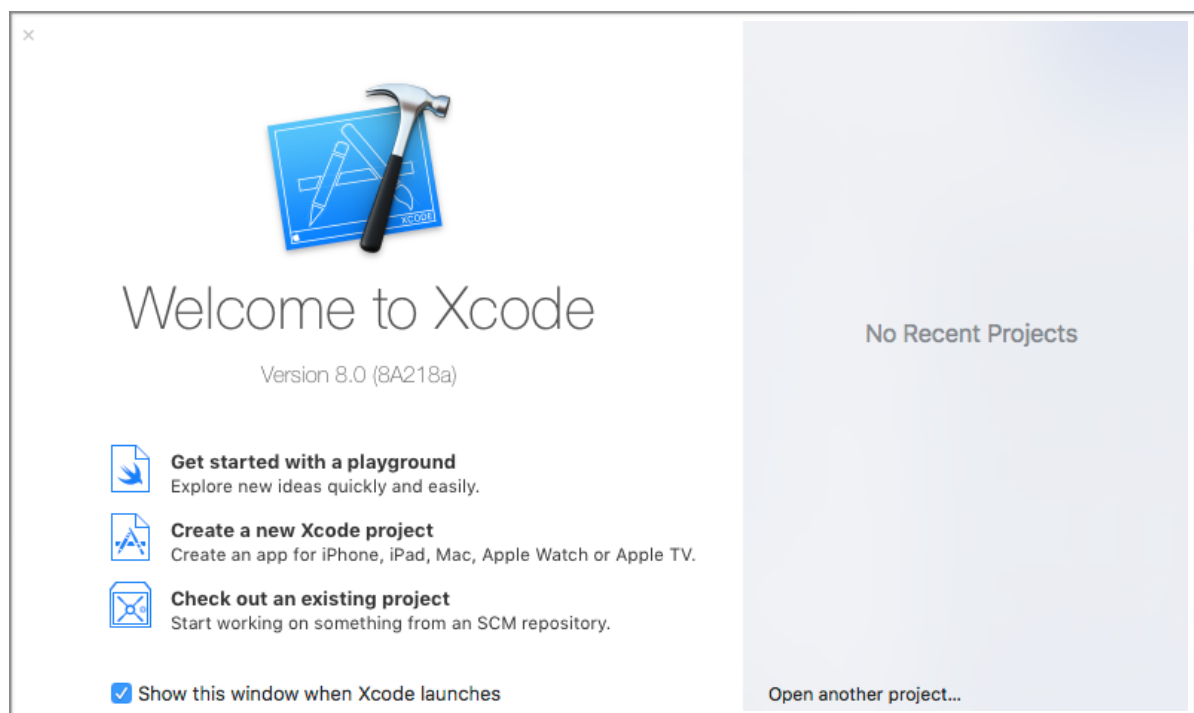 XCODE
Welcome to Xcode
Version 8.0 (8A218a)
Get started with a playground
Explore new ideas quickly and easily.
Create a new Xcode project
Create an app for iPhone, iPad, Mac, Apple Watch or Apple TV.
Check out an existing project
Start working on something from an SCM repository.
Show this window when Xcode launches
No Recent Projects
Open another project...